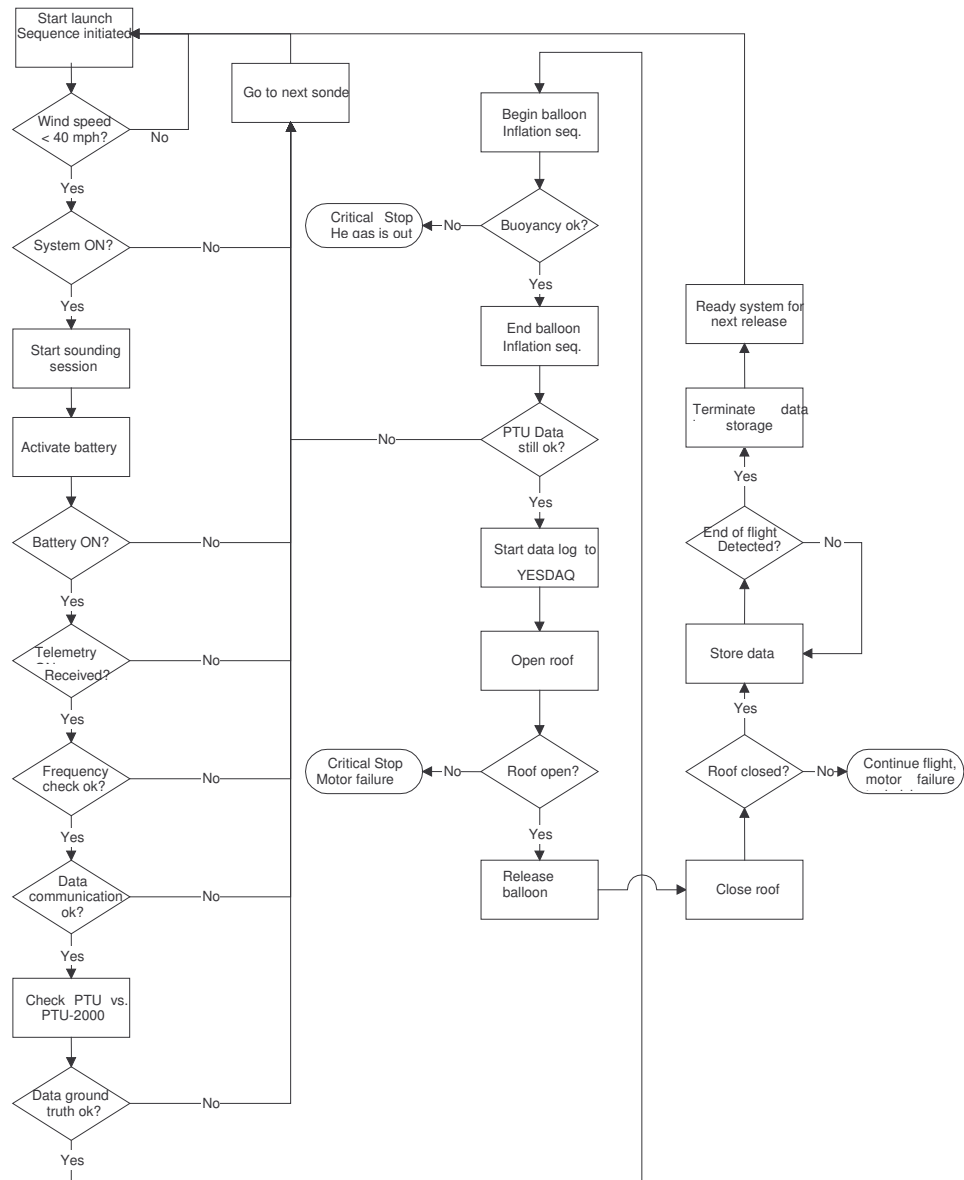 Start launch
Sequence initiated
Wind speed
< 40 mph?
No
Yes
System ON?
No
Yes
Start sounding
session
Activate battery
Battery ON?
No
Yes
Telemetry
Received?
No
Yes
Frequency
check ok?
No
Yes
Data
communication
ok?
No
Yes
Check PTU vs.
PTU-2000
Data ground
truth ok?
No
Yes
Go to next sonde
Begin balloon
Inflation seq.
Buoyancy ok?
No
Critical Stop
He gas is out
Yes
End balloon
Inflation seq.
PTU Data
still ok?
No
Yes
Start data log to
YESDAQ
Open roof
Roof open?
No
Critical Stop
Motor failure
Yes
Release
balloon
Close roof
Roof closed?
No
Continue flight,
motor failure
Yes
Store data
End of flight
Detected?
No
Yes
Terminate data
storage
Ready system for
next release